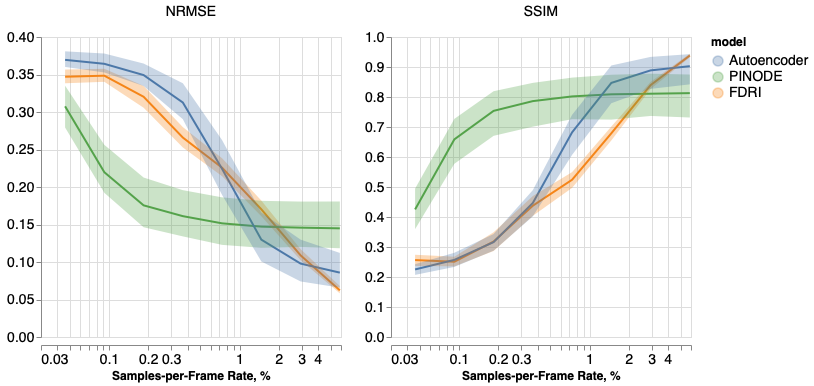 NRMSE
0.40
0.35
0.30
0.25
0.20
0.15
0.10
0.05
0.00
0.03 0.1 0.2 0.3 1 2 3 4
Samples-per-Frame Rate, %
SSIM
1.0
0.9
0.8
0.7
0.6
0.5
0.4
0.3
0.2
0.1
0.0
0.03 0.1 0.2 0.3 1 2 3 4
Samples-per-Frame Rate, %
model
Autoencoder
PINODE
FDRI